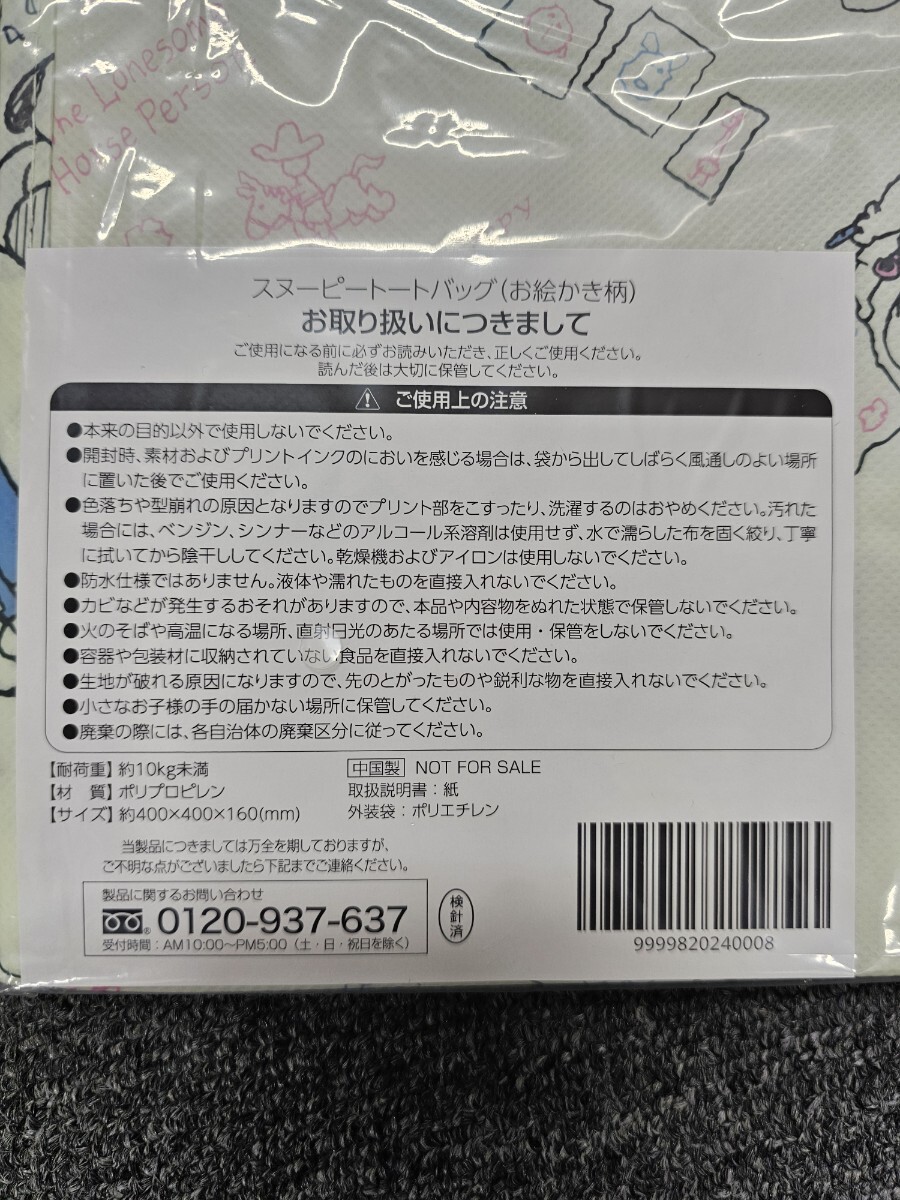 The Lonesome
House Person
スヌーピートートバッグ(お絵かき柄)
お取り扱いにつきまして
ご使用になる前に必ずお読みいただき、正しくご使用ください。
読んだ後は大切に保管してください。
ご使用上の注意
●本来の目的以外で使用しないでください。
●開封時、素材およびプリントインクのにおいを感じる場合は、袋から出してしばらく風通しのよい場所
に置いた後でご使用ください。
●色落ちや型崩れの原因となりますのでプリント部をこすったり、洗濯するのはおやめください。汚れた
場合には、ベンジン、シンナーなどのアルコール系溶剤は使用せず、水で濡らした布を固く絞り、丁寧
に拭いてから陰干ししてください。乾燥機およびアイロンは使用しないでください。
●防水仕様ではありません。液体や濡れたものを直接入れないでください。
●カビなどが発生するおそれがありますので、本品や内容物をぬれた状態で保管しないでください。
●火のそばや高温になる場所、直射日光のあたる場所では使用・保管をしないでください。
●容器や包装材に収納されていない食品を直接入れないでください。
●生地が破れる原因になりますので、先のとがったものや鋭利な物を直接入れないでください。
●小さなお子様の手の届かない場所に保管してください。
●廃棄の際には、各自治体の廃棄区分に従ってください。
【耐荷重】約10kg未満
【材 質】ポリプロピレン
【サイズ】約400×400×160(mm)
中国製 NOT FOR SALE
取扱説明書：紙
外装袋：ポリエチレン
当製品につきましては万全を期しておりますが、
ご不明な点がございましたら下記までご連絡ください。
製品に関するお問い合わせ
0120-937-637
受付時間：AM10:00〜PM5:00（土・日・祝日を除く）
検針済
9999820240008